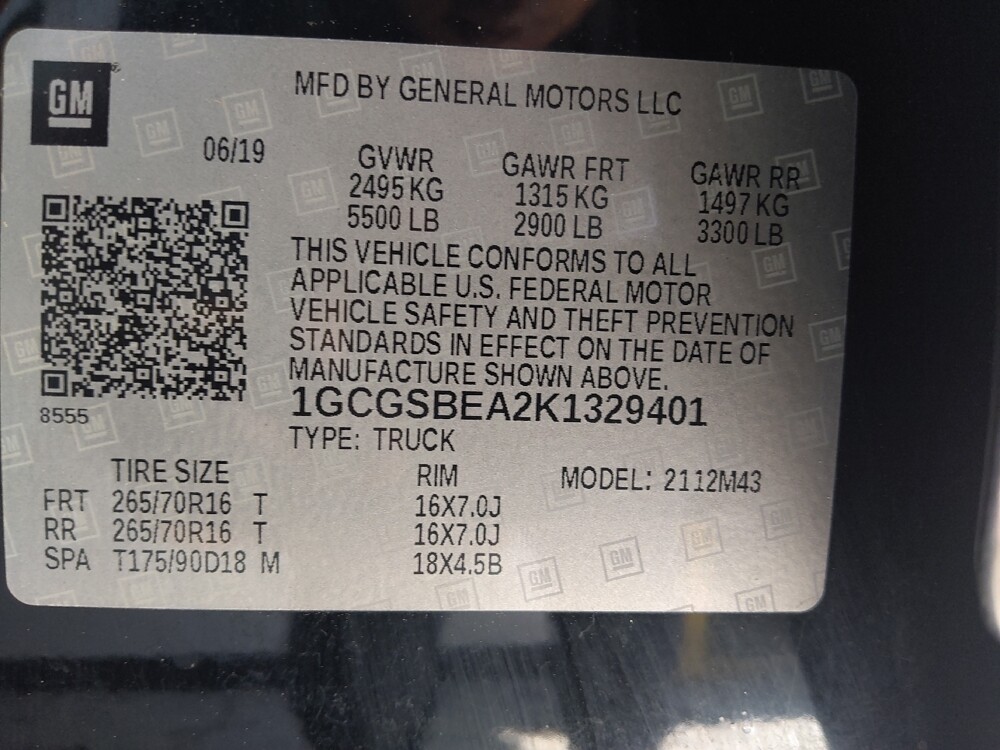 GM
MFD BY GENERAL MOTORS LLC
06/19
GVWR GAWR FRT GAWR RR
2495 KG 1315 KG 1497 KG
5500 LB 2900 LB 3300 LB
THIS VEHICLE CONFORMS TO ALL
APPLICABLE U.S. FEDERAL MOTOR
VEHICLE SAFETY AND THEFT PREVENTION
STANDARDS IN EFFECT ON THE DATE OF
MANUFACTURE SHOWN ABOVE.
8555
1GCGSBEA2K1329401
TYPE: TRUCK
TIRE SIZE RIM MODEL: 2112M43
FRT 265/70R16 T 16X7.0J
RR 265/70R16 T 16X7.0J
SPA T175/90D18 M 18X4.5B